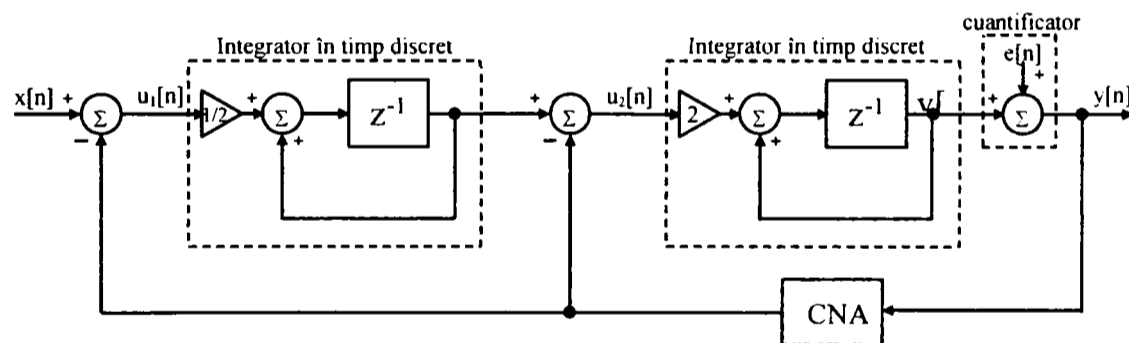 cuantificator
Integrator în timp discret
Integrator în timp discret
e[n]
+
x[n] +
Σ
−
u₁[n]
1/2
+
Σ
+
Z⁻¹
+
Σ
−
u₂[n]
2
+
Σ
+
Z⁻¹
+
Σ
y[n]
CNA